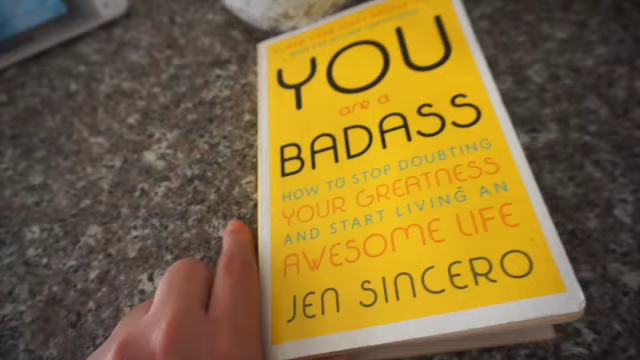 YOU
are a
BADASS
HOW TO STOP DOUBTING
YOUR GREATNESS
AND START LIVING AN
AWESOME LIFE
JEN SINCERO